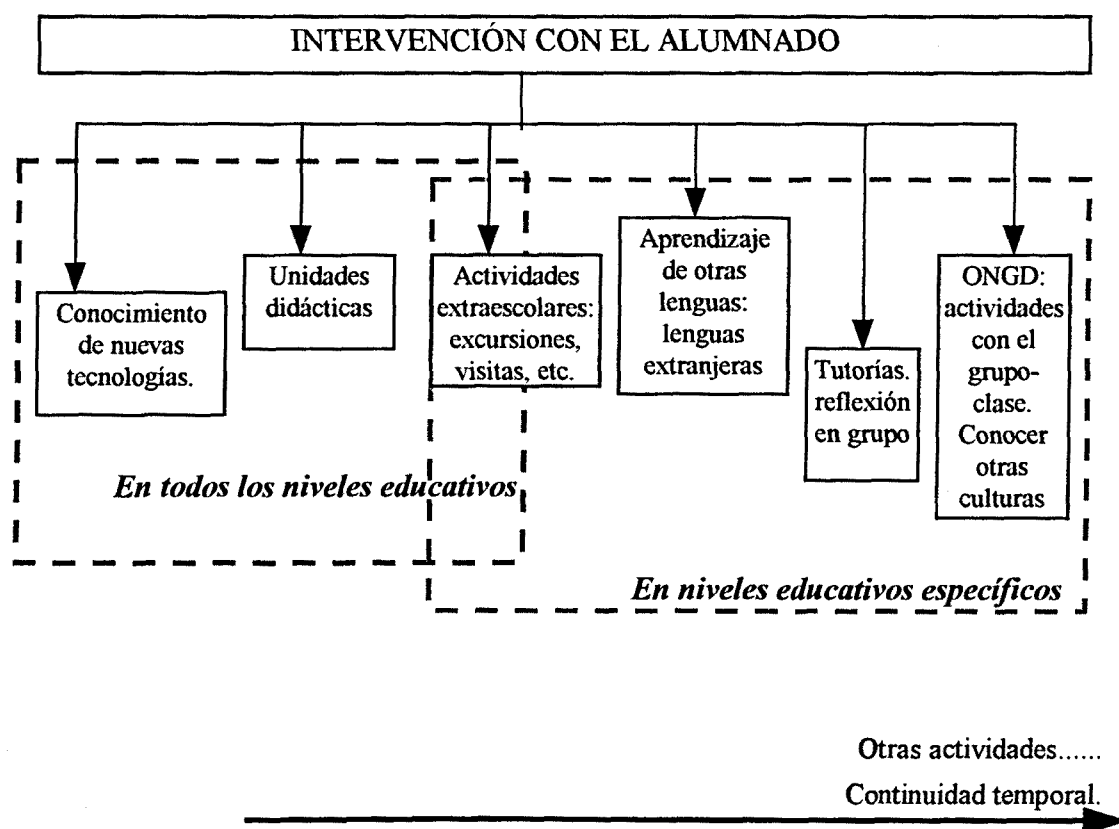 INTERVENCIÓN CON EL ALUMNADO
Conocimiento
de nuevas
tecnologías.
Unidades
didácticas
Actividades
extraescolares:
excursiones,
visitas, etc.
Aprendizaje
de otras
lenguas:
lenguas
extranjeras
Tutorías.
reflexión
en grupo
ONGD:
actividades
con el
grupo-
clase.
Conocer
otras
culturas
En todos los niveles educativos
En niveles educativos específicos
Otras actividades......
Continuidad temporal.